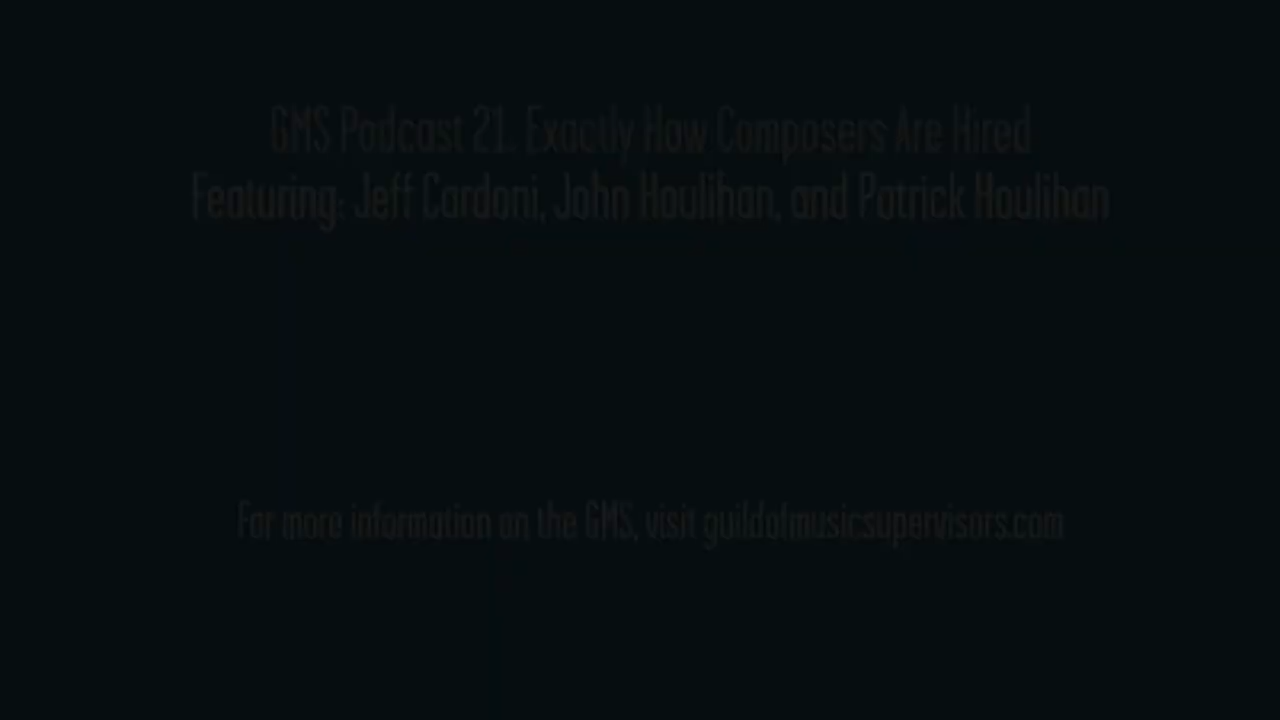 GMS Podcast 21. Exactly How Composers Are Hired
Featuring: Jeff Cardoni, John Houlihan, and Patrick Houlihan
For more information on the GMS, visit guildofmusicsupervisors.com